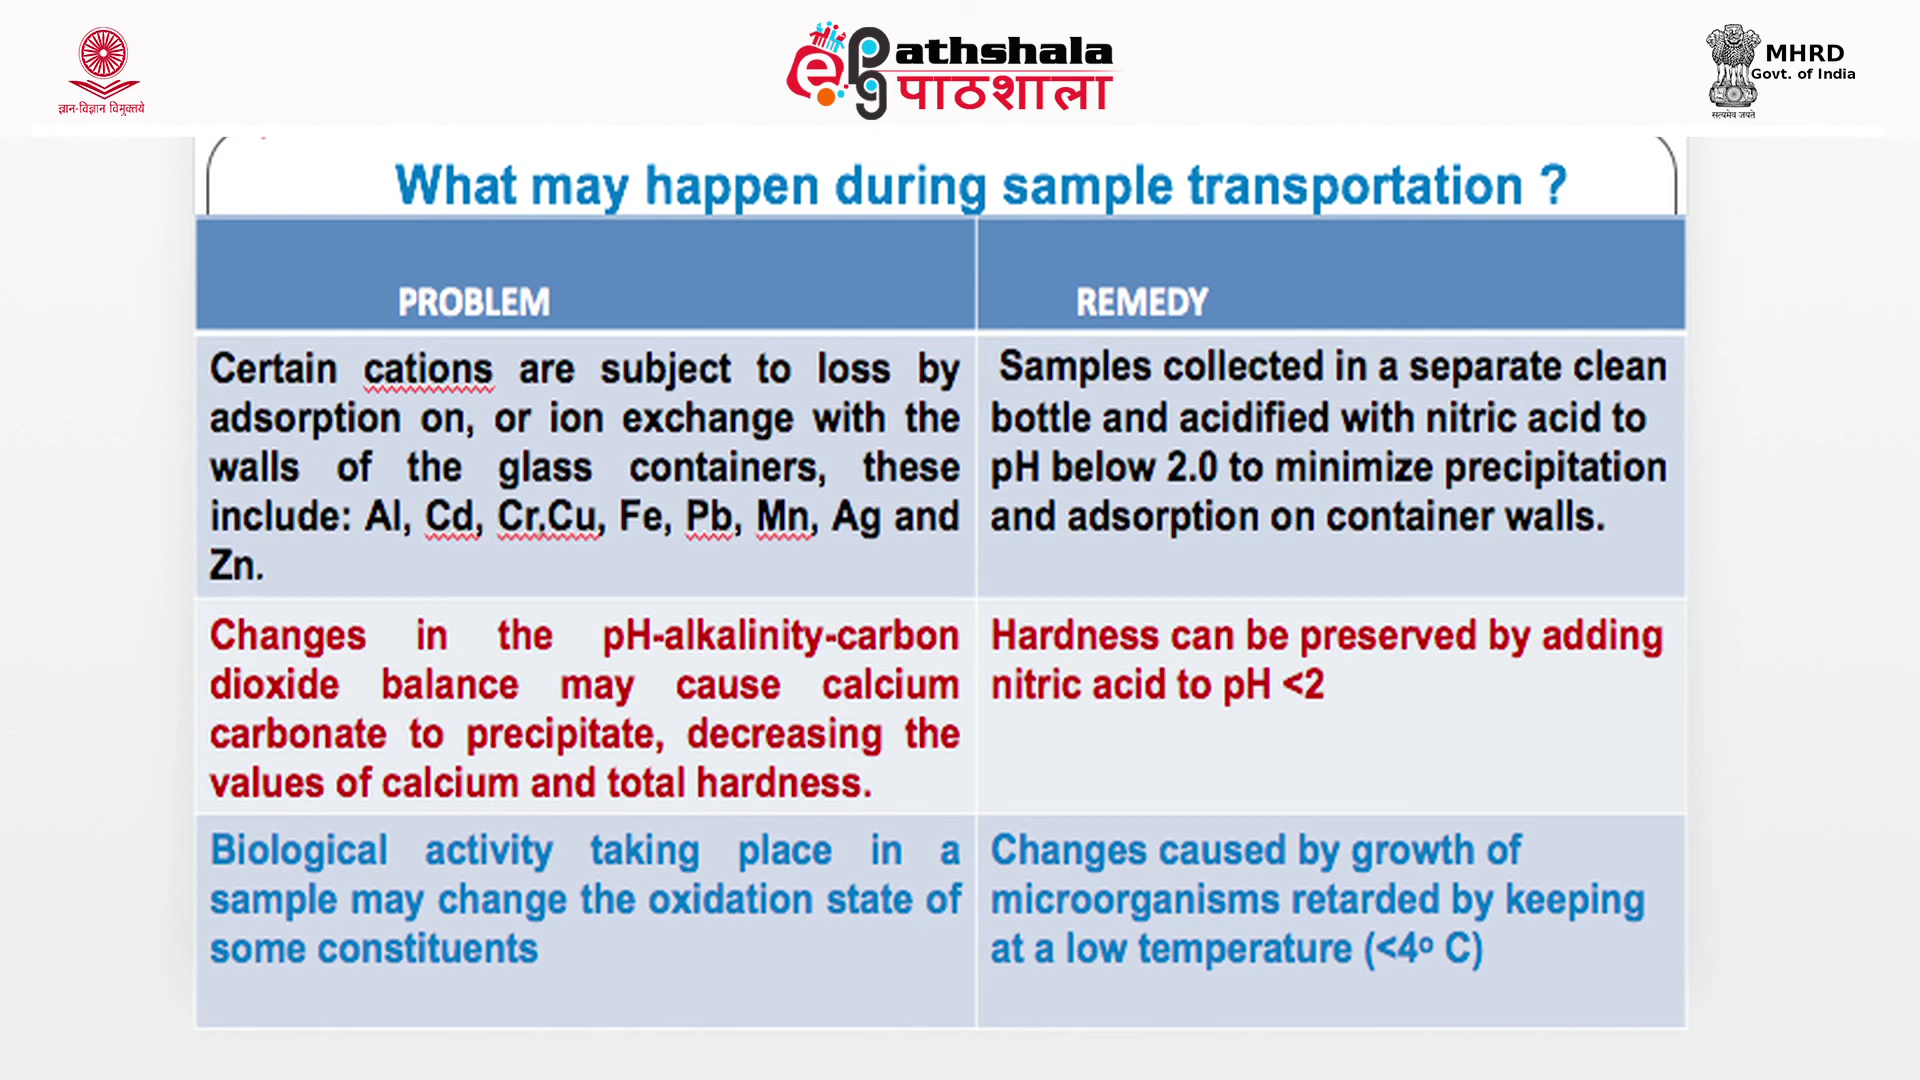 ज्ञान-विज्ञान विमुक्तये
ePG athshala
पाठशाला
MHRD
Govt. of India
सत्यमेव जयते
What may happen during sample transportation ?
PROBLEM
REMEDY
Certain cations are subject to loss by
adsorption on, or ion exchange with the
walls of the glass containers, these
include: Al, Cd, Cr,Cu, Fe, Pb, Mn, Ag and
Zn.
Samples collected in a separate clean
bottle and acidified with nitric acid to
pH below 2.0 to minimize precipitation
and adsorption on container walls.
Changes in the pH-alkalinity-carbon
dioxide balance may cause calcium
carbonate to precipitate, decreasing the
values of calcium and total hardness.
Hardness can be preserved by adding
nitric acid to pH <2
Biological activity taking place in a
sample may change the oxidation state of
some constituents
Changes caused by growth of
microorganisms retarded by keeping
at a low temperature (<4º C)